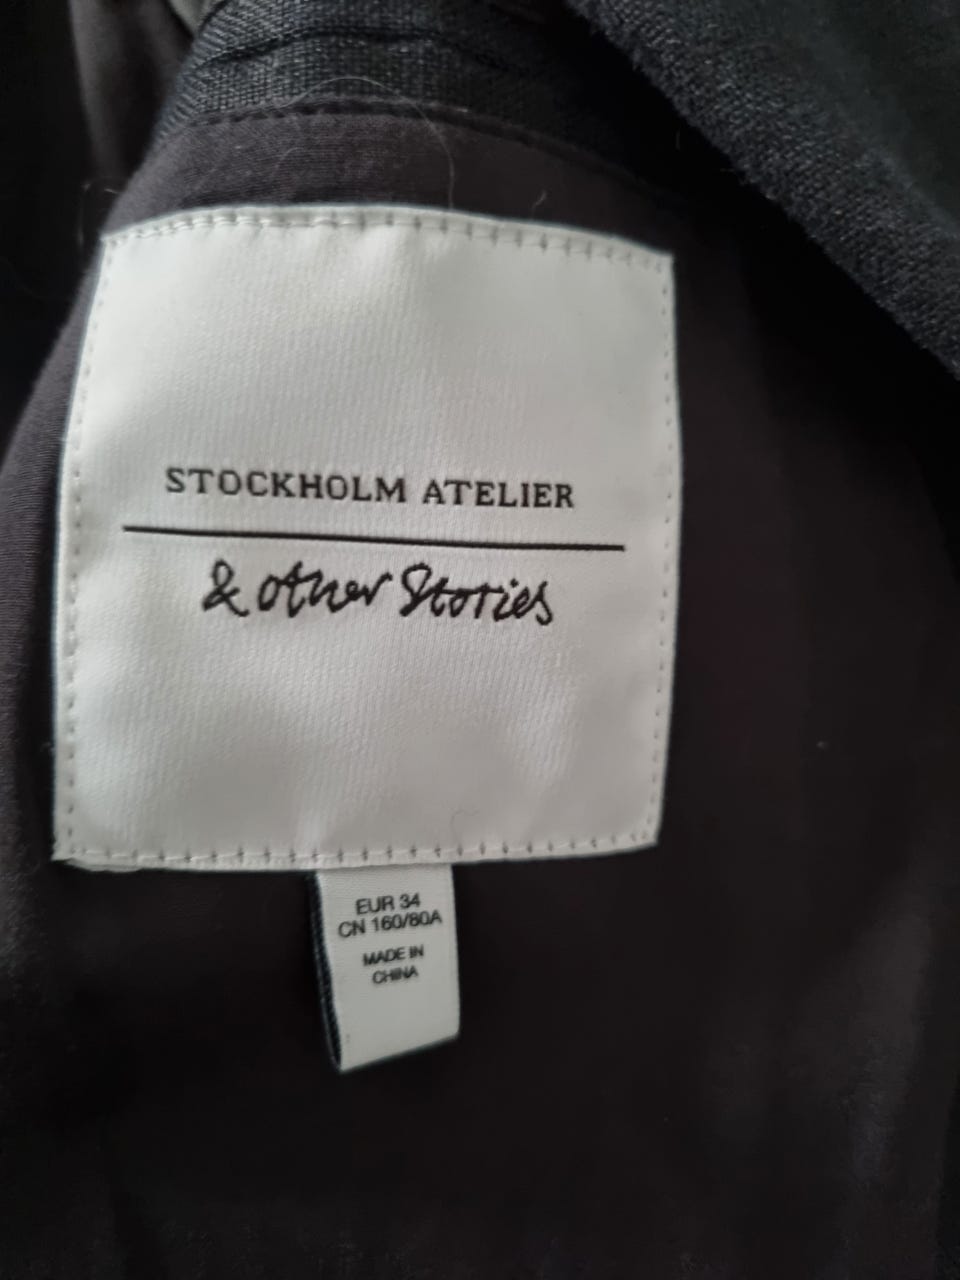 STOCKHOLM ATELIER
& other Stories
EUR 34
CN 160/80A
MADE IN
CHINA